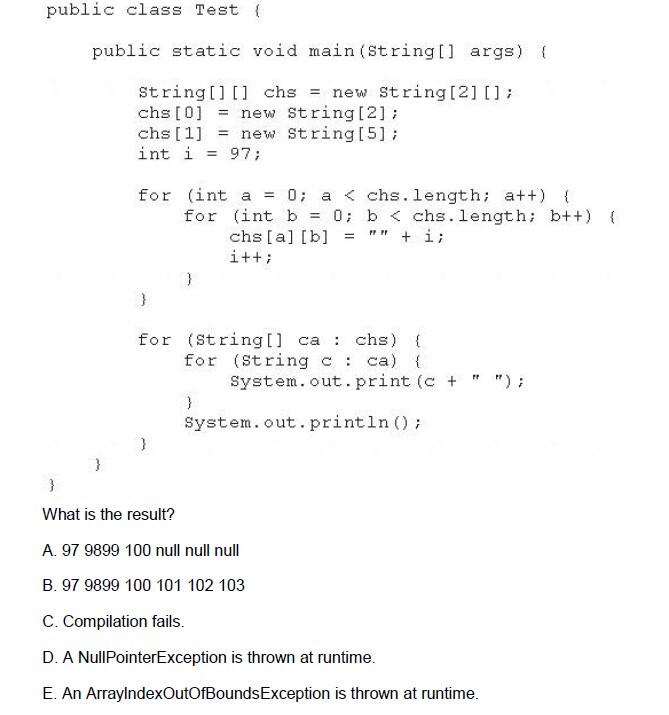 public class Test {
public static void main(String[] args) {
String[][] chs = new String[2][];
chs[0] = new String[2];
chs[1] = new String[5];
int i = 97;
for (int a = 0; a < chs.length; a++) {
for (int b = 0; b < chs.length; b++) {
chs[a][b] = "" + i;
i++;
}
}
for (String[] ca : chs) {
for (String c : ca) {
System.out.print(c + " ");
}
System.out.println();
}
}
}
What is the result?
A. 97 9899 100 null null null
B. 97 9899 100 101 102 103
C. Compilation fails.
D. A NullPointerException is thrown at runtime.
E. An ArrayIndexOutOfBoundsException is thrown at runtime.